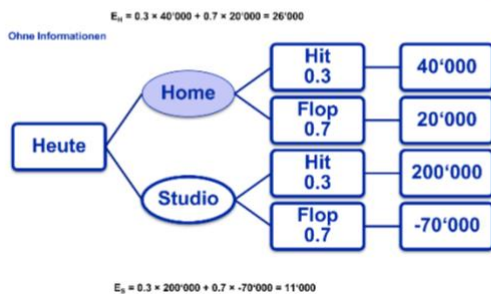 E_H = 0.3 × 40‘000 + 0.7 × 20‘000 = 26‘000
Ohne Informationen
Heute
Home
Hit
0.3
40‘000
Flop
0.7
20‘000
Studio
Hit
0.3
200‘000
Flop
0.7
-70‘000
E_S = 0.3 × 200‘000 + 0.7 × -70‘000 = 11‘000